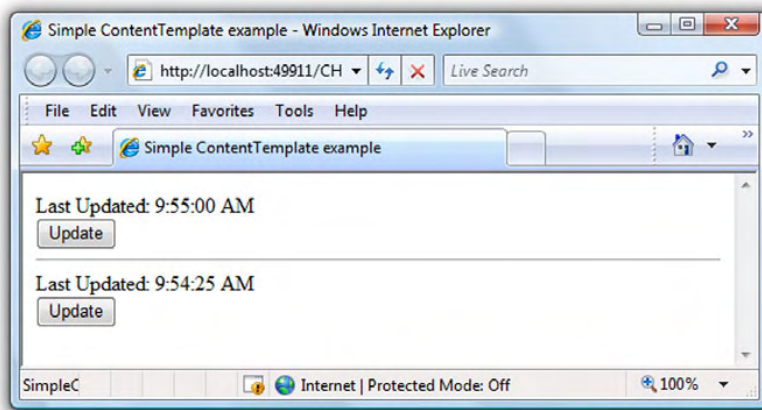 Simple ContentTemplate example - Windows Internet Explorer
http://localhost:49911/CH
Live Search
File Edit View Favorites Tools Help
Simple ContentTemplate example
Last Updated: 9:55:00 AM
Update
Last Updated: 9:54:25 AM
Update
SimpleC Internet | Protected Mode: Off 100%